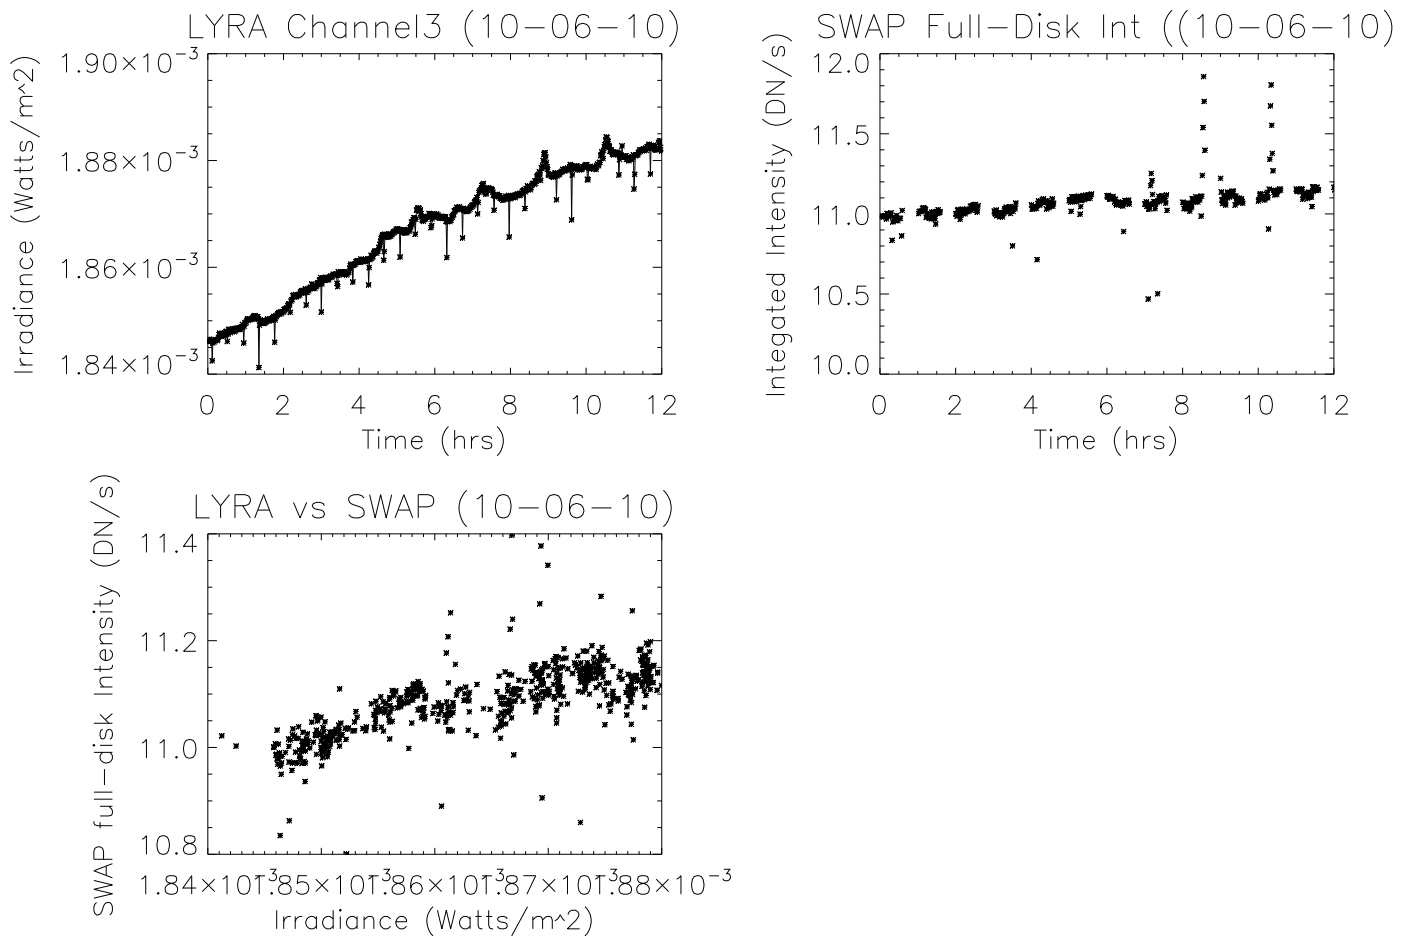 LYRA Channel3 (10-06-10)
Irradiance (Watts/m^2)
1.90×10-3
1.88×10-3
1.86×10-3
1.84×10-3
0 2 4 6 8 10 12
Time (hrs)
SWAP Full-Disk Int ((10-06-10)
Integated Intensity (DN/s)
12.0
11.5
11.0
10.5
10.0
0 2 4 6 8 10 12
Time (hrs)
LYRA vs SWAP (10-06-10)
SWAP full-disk Intensity (DN/s)
11.4
11.2
11.0
10.8
1.84×10-3 1.85×10-3 1.86×10-3 1.87×10-3 1.88×10-3
Irradiance (Watts/m^2)